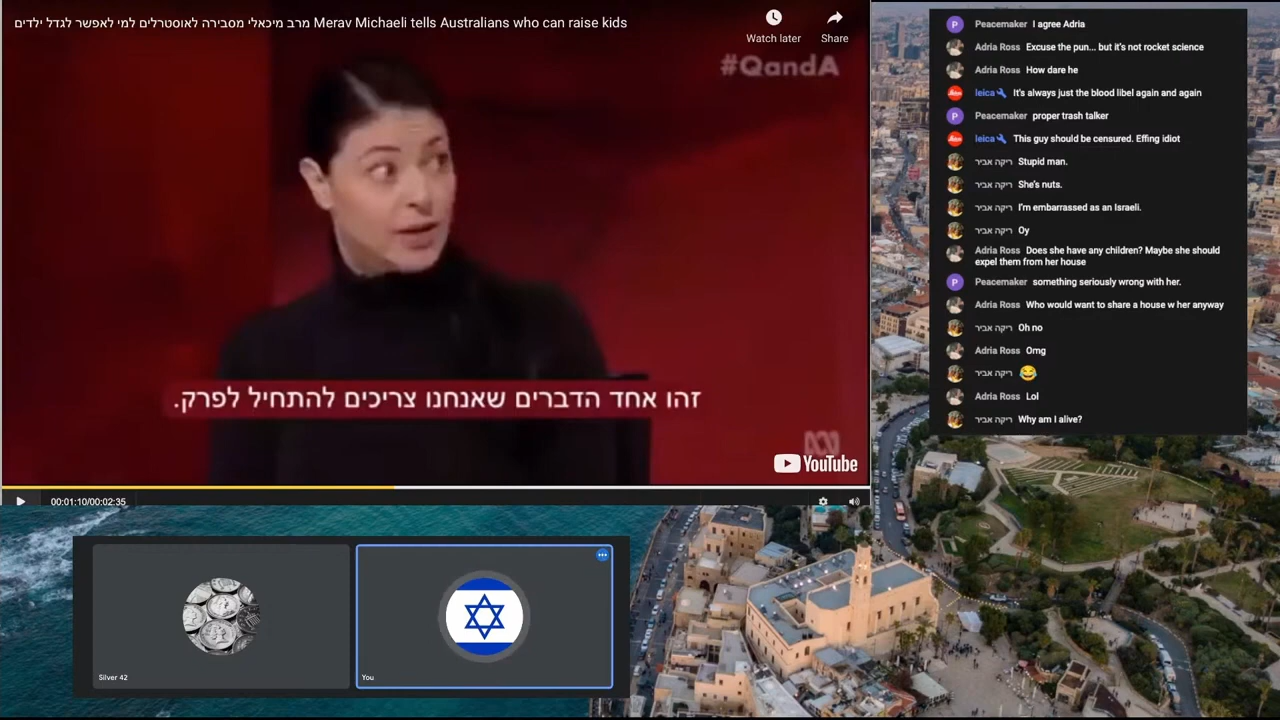 מרב מיכאלי מסבירה לאוסטרלים למי לאפשר לגדל ילדים Merav Michaeli tells Australians who can raise kids
Watch later
Share
#QandA
זהו אחד הדברים שאנחנו צריכים להתחיל לפרק.
YouTube
00:01:10/00:02:35
Silver 42
You
P Peacemaker I agree Adria
Adria Ross Excuse the pun... but it's not rocket science
Adria Ross How dare he
leica It's always just the blood libel again and again
P Peacemaker proper trash talker
leica This guy should be censured. Effing idiot
ריקה אביר Stupid man.
ריקה אביר She's nuts.
ריקה אביר I'm embarrassed as an Israeli.
ריקה אביר Oy
Adria Ross Does she have any children? Maybe she should
expel them from her house
P Peacemaker something seriously wrong with her.
Adria Ross Who would want to share a house w her anyway
ריקה אביר Oh no
Adria Ross Omg
ריקה אביר 😂
Adria Ross Lol
ריקה אביר Why am I alive?